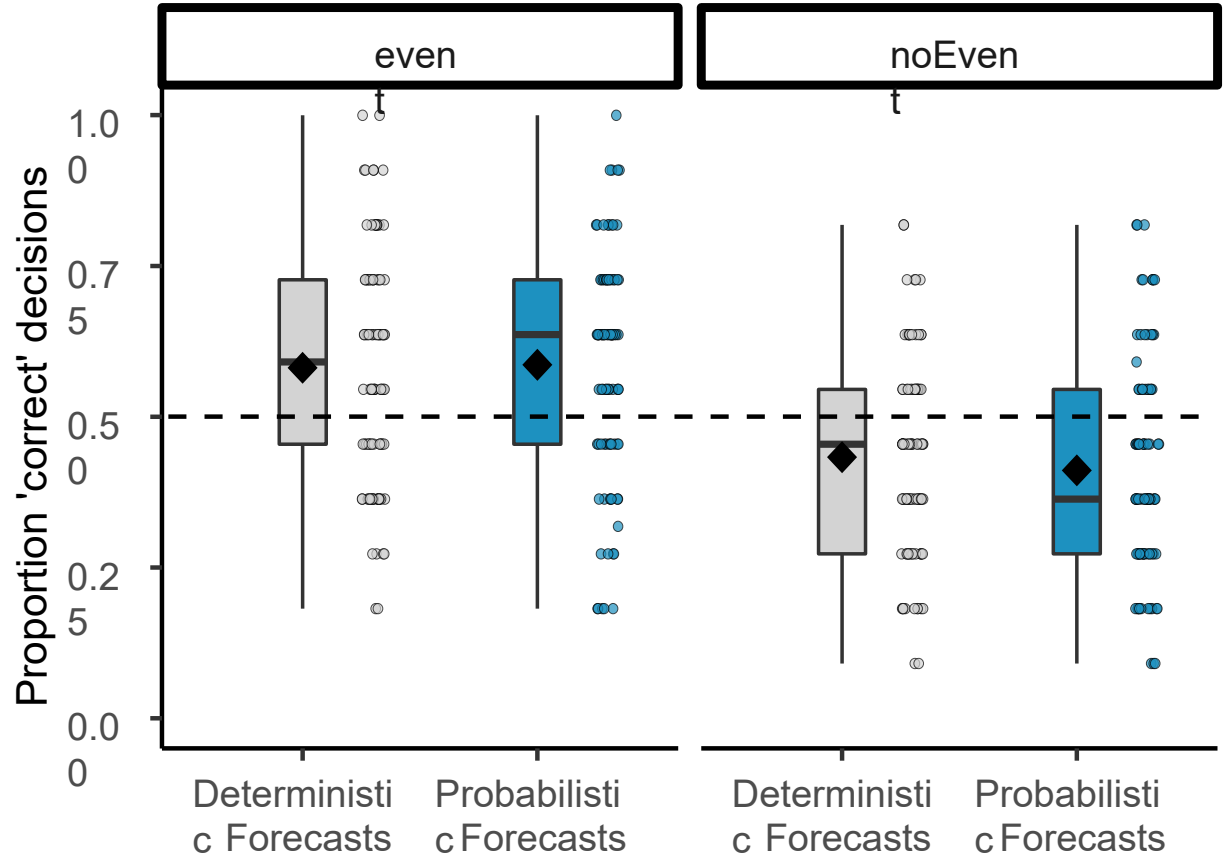 even
t
noEven
t
Proportion 'correct' decisions
1.0
0
0.7
5
0.5
0
0.2
5
0.0
0
Deterministi
c Forecasts
Probabilisti
c Forecasts
Deterministi
c Forecasts
Probabilisti
c Forecasts